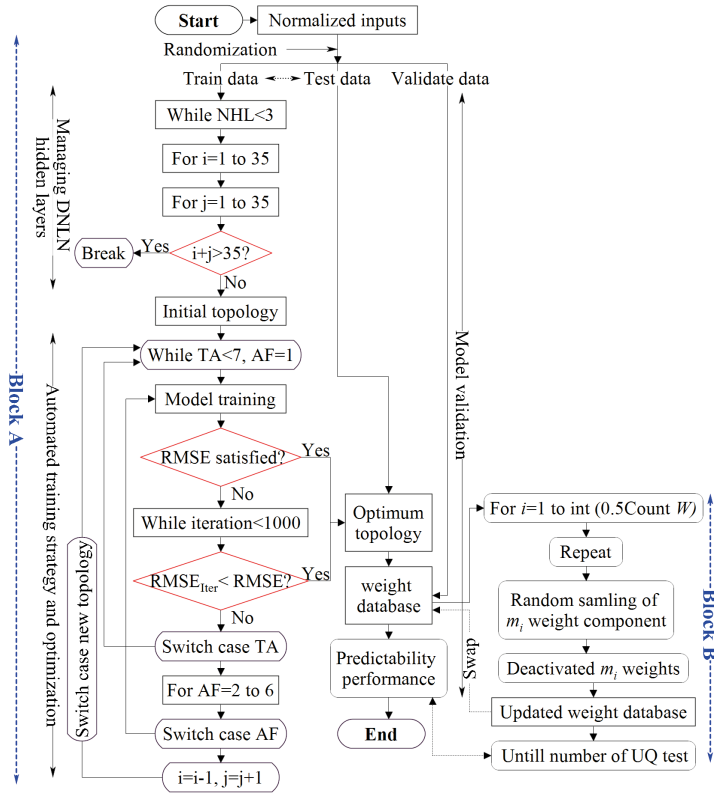 Start
Normalized inputs
Randomization
Train data
Test data
Validate data
While NHL<3
For i=1 to 35
For j=1 to 35
i+j>35?
Yes
Break
No
Initial topology
While TA<7, AF=1
Model training
RMSE satisfied?
Yes
No
While iteration<1000
RMSEIter< RMSE?
Yes
No
Switch case TA
For AF=2 to 6
Switch case AF
i=i-1, j=j+1
Optimum
topology
weight
database
Predictability
performance
End
For i=1 to int (0.5Count W)
Repeat
Random samling of
mi weight component
Deactivated mi weights
Updated weight database
Untill number of UQ test
Swap
Model validation
Block A
Block B
Managing DNLN
hidden layers
Automated training
strategy and optimization
Switch case new topology